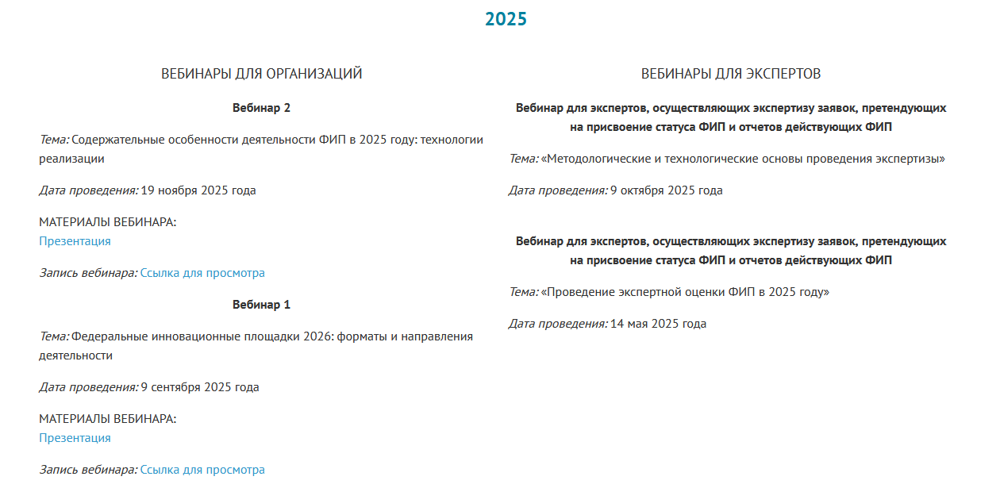 2025
ВЕБИНАРЫ ДЛЯ ОРГАНИЗАЦИЙ
Вебинар 2
Тема: Содержательные особенности деятельности ФИП в 2025 году: технологии
реализации
Дата проведения: 19 ноября 2025 года
МАТЕРИАЛЫ ВЕБИНАРА:
Презентация
Запись вебинара: Ссылка для просмотра
Вебинар 1
Тема: Федеральные инновационные площадки 2026: форматы и направления
деятельности
Дата проведения: 9 сентября 2025 года
МАТЕРИАЛЫ ВЕБИНАРА:
Презентация
Запись вебинара: Ссылка для просмотра
ВЕБИНАРЫ ДЛЯ ЭКСПЕРТОВ
Вебинар для экспертов, осуществляющих экспертизу заявок, претендующих
на присвоение статуса ФИП и отчетов действующих ФИП
Тема: «Методологические и технологические основы проведения экспертизы»
Дата проведения: 9 октября 2025 года
Вебинар для экспертов, осуществляющих экспертизу заявок, претендующих
на присвоение статуса ФИП и отчетов действующих ФИП
Тема: «Проведение экспертной оценки ФИП в 2025 году»
Дата проведения: 14 мая 2025 года